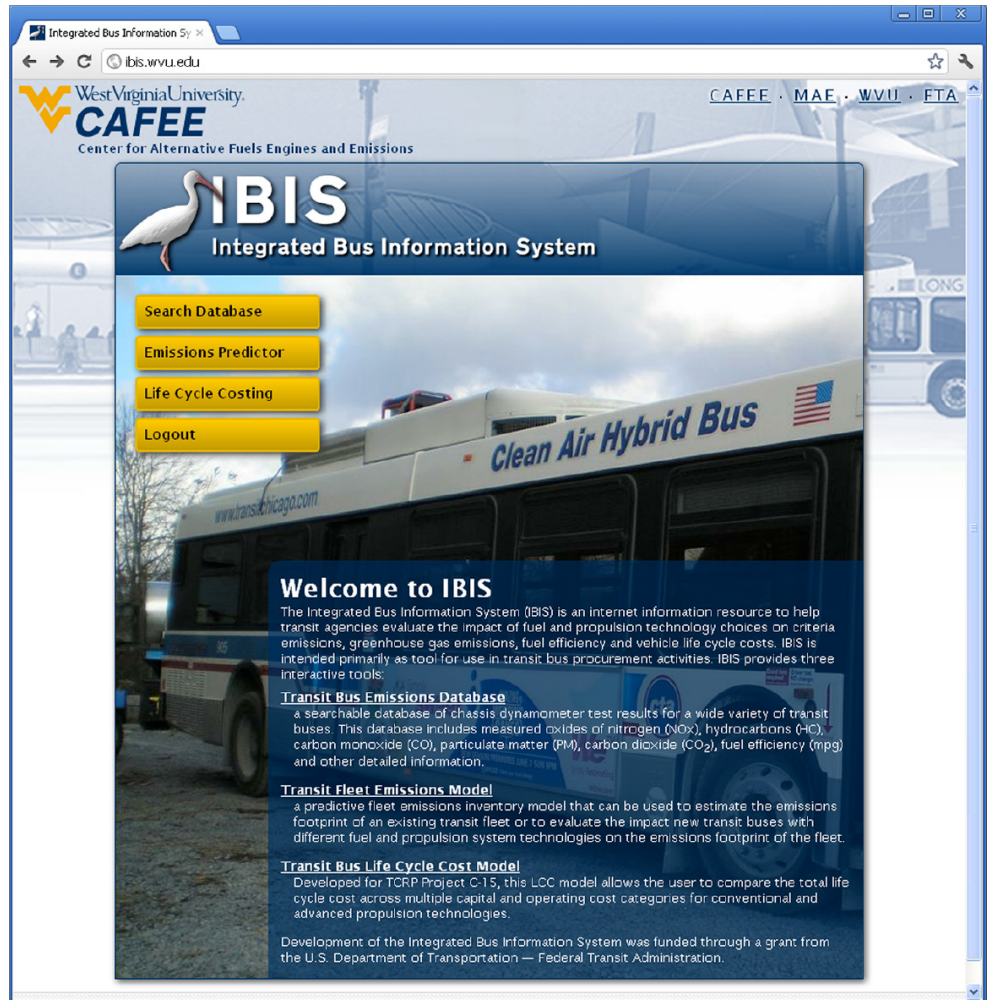 Integrated Bus Information Sy
ibis.wvu.edu
WestVirginiaUniversity.
CAFEE
Center for Alternative Fuels Engines and Emissions
CAFEE · MAE · WVU · FTA
IBIS
Integrated Bus Information System
LONG
Search Database
Emissions Predictor
Life Cycle Costing
Logout
Clean Air Hybrid Bus
www.transitchicago.com
905
Welcome to IBIS
The Integrated Bus Information System (IBIS) is an internet information resource to help
transit agencies evaluate the impact of fuel and propulsion technology choices on criteria
emissions, greenhouse gas emissions, fuel efficiency and vehicle life cycle costs. IBIS is
intended primarily as tool for use in transit bus procurement activities. IBIS provides three
interactive tools:
Transit Bus Emissions Database
a searchable database of chassis dynamometer test results for a wide variety of transit
buses. This database includes measured oxides of nitrogen (NOx), hydrocarbons (HC),
carbon monoxide (CO), particulate matter (PM), carbon dioxide (CO₂), fuel efficiency (mpg)
and other detailed information.
Transit Fleet Emissions Model
a predictive fleet emissions inventory model that can be used to estimate the emissions
footprint of an existing transit fleet or to evaluate the impact new transit buses with
different fuel and propulsion system technologies on the emissions footprint of the fleet.
Transit Bus Life Cycle Cost Model
Developed for TCRP Project C-15, this LCC model allows the user to compare the total life
cycle cost across multiple capital and operating cost categories for conventional and
advanced propulsion technologies.
Development of the Integrated Bus Information System was funded through a grant from
the U.S. Department of Transportation — Federal Transit Administration.